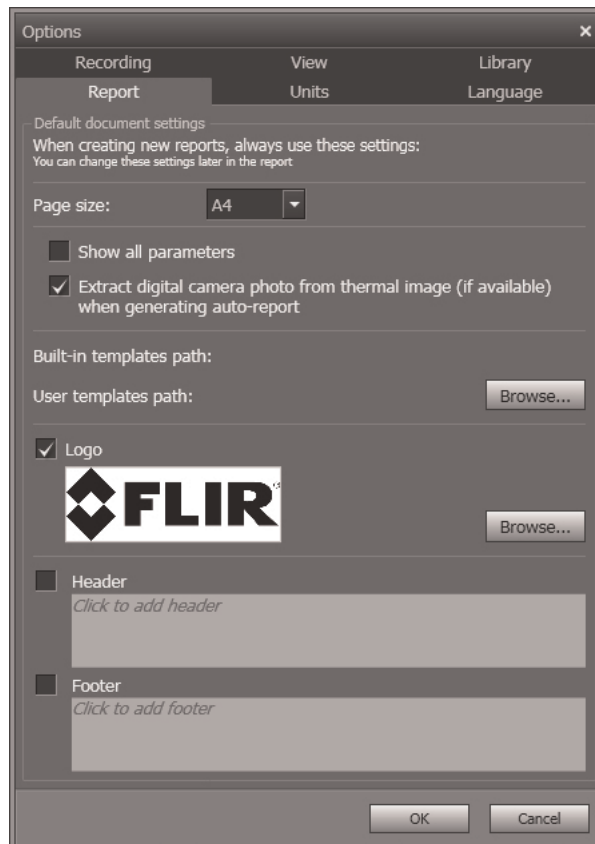 Options
Recording View Library
Report Units Language
Default document settings
When creating new reports, always use these settings:
You can change these settings later in the report
Page size: A4
Show all parameters
Extract digital camera photo from thermal image (if available)
when generating auto-report
Built-in templates path:
User templates path: Browse...
Logo
FLIR
Browse...
Header
Click to add header
Footer
Click to add footer
OK Cancel